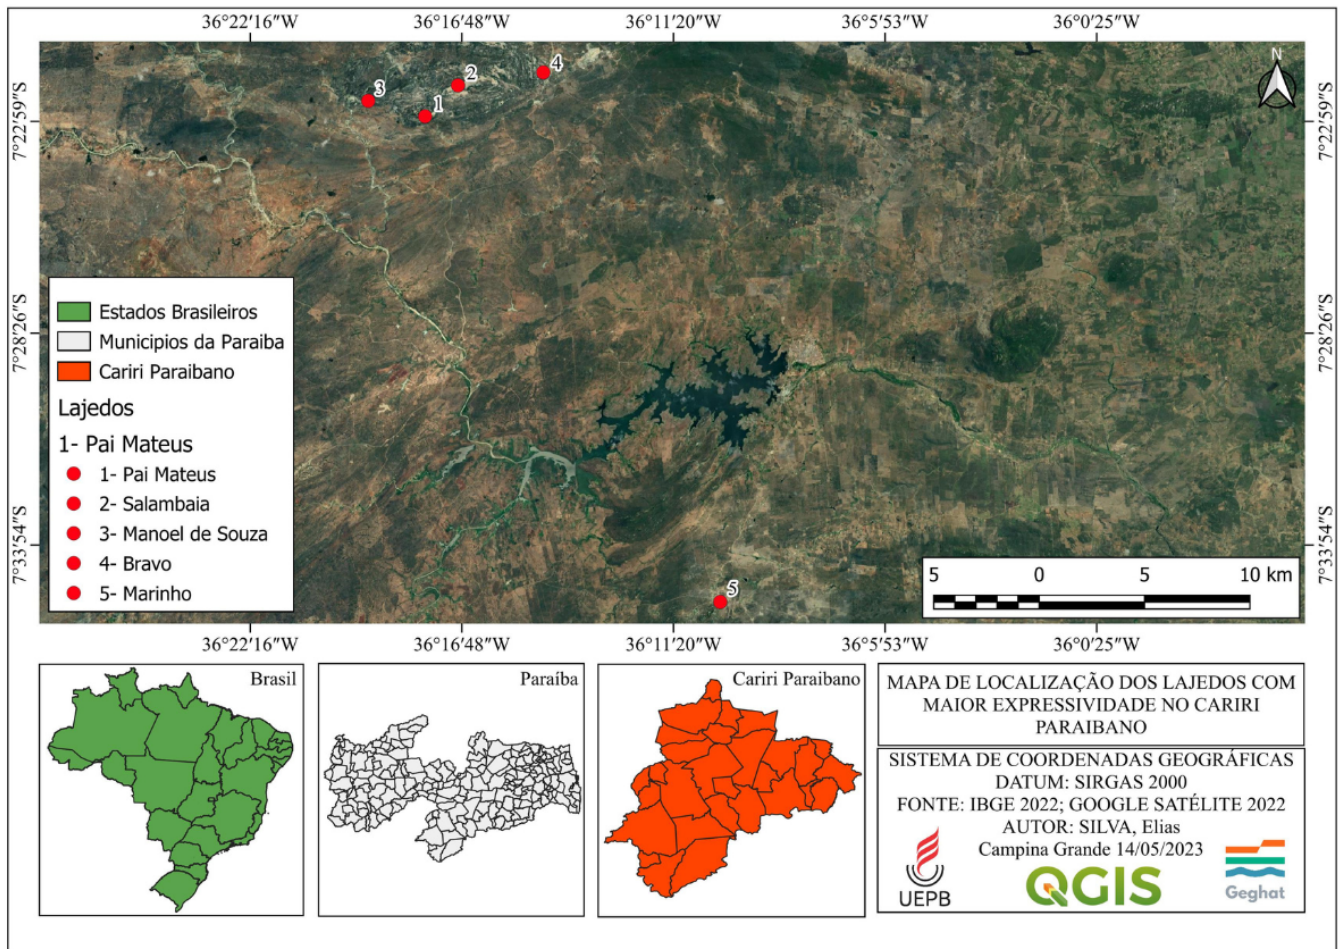 36°22'16"W 36°16'48"W 36°11'20"W 36°5'53"W 36°0'25"W
N
4
2
3
1
7°22'59"S 7°22'59"S
Estados Brasileiros
Municipios da Paraiba
Cariri Paraibano
Lajedos
1- Pai Mateus
1- Pai Mateus
2- Salambaia
3- Manoel de Souza
4- Bravo
5- Marinho
7°28'26"S 7°28'26"S
7°33'54"S 7°33'54"S
5 0 5 10 km
5
36°22'16"W 36°16'48"W 36°11'20"W 36°5'53"W 36°0'25"W
Brasil
Paraíba
Cariri Paraibano
MAPA DE LOCALIZAÇÃO DOS LAJEDOS COM
MAIOR EXPRESSIVIDADE NO CARIRI
PARAIBANO
SISTEMA DE COORDENADAS GEOGRÁFICAS
DATUM: SIRGAS 2000
FONTE: IBGE 2022; GOOGLE SATÉLITE 2022
AUTOR: SILVA, Elias
Campina Grande 14/05/2023
UEPB
QGIS
Geghat